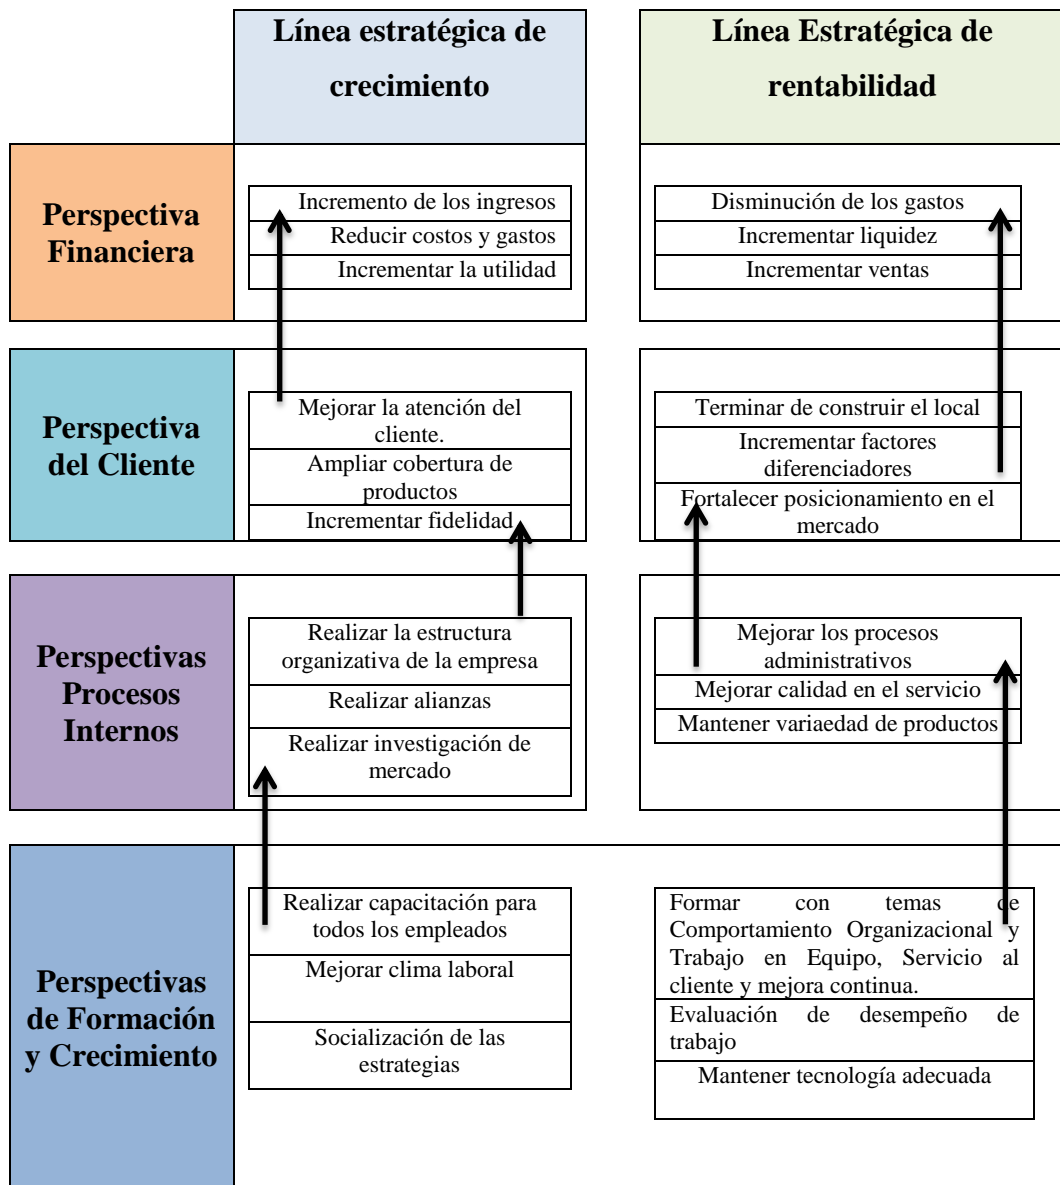 Línea estratégica de
crecimiento
Línea Estratégica de
rentabilidad
Perspectiva
Financiera
Incremento de los ingresos
Reducir costos y gastos
Incrementar la utilidad
Disminución de los gastos
Incrementar liquidez
Incrementar ventas
Perspectiva
del Cliente
Mejorar la atención del
cliente.
Ampliar cobertura de
productos
Incrementar fidelidad
Terminar de construir el local
Incrementar factores
diferenciadores
Fortalecer posicionamiento en el
mercado
Perspectivas
Procesos
Internos
Realizar la estructura
organizativa de la empresa
Realizar alianzas
Realizar investigación de
mercado
Mejorar los procesos
administrativos
Mejorar calidad en el servicio
Mantener variaedad de productos
Perspectivas
de Formación
y Crecimiento
Realizar capacitación para
todos los empleados
Mejorar clima laboral
Socialización de las
estrategias
Formar con temas de
Comportamiento Organizacional y
Trabajo en Equipo, Servicio al
cliente y mejora continua.
Evaluación de desempeño de
trabajo
Mantener tecnología adecuada